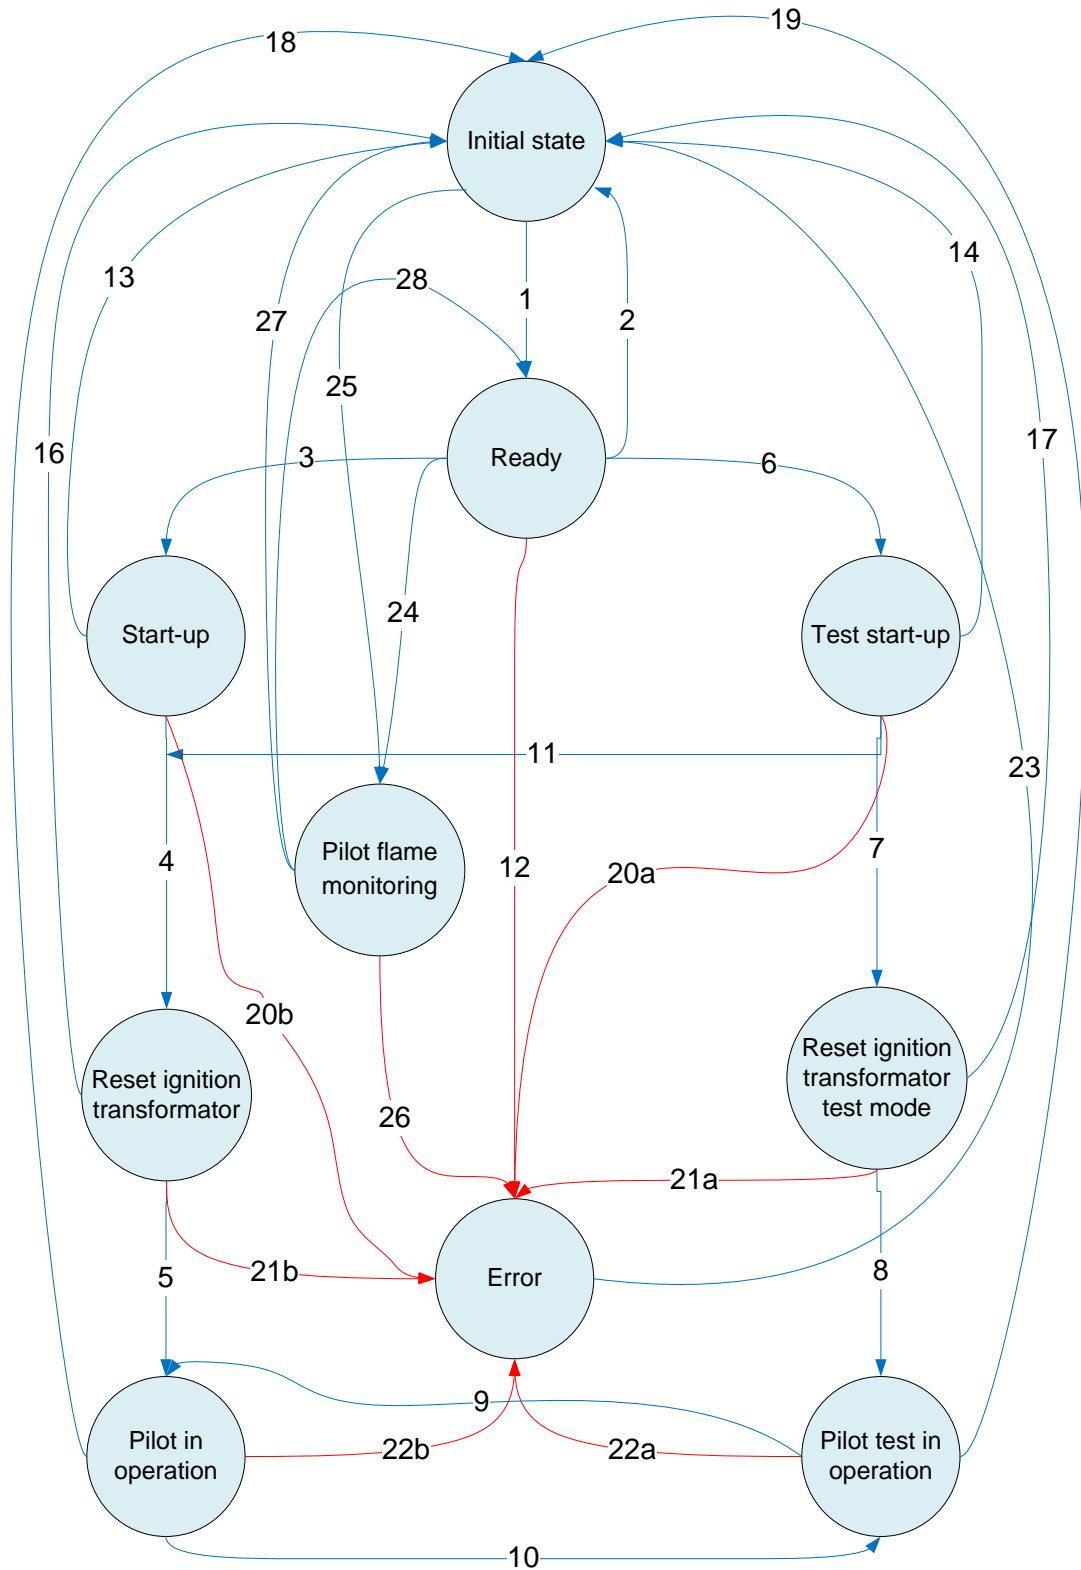 19
18
Initial state
14
13
28
1
27
2
25
17
16
3
Ready
6
24
Start-up
Test start-up
11
23
7
4
Pilot flame
monitoring
12
20a
20b
Reset ignition
transformator
test mode
Reset ignition
transformator
26
21a
21b
5
Error
8
9
22b
22a
Pilot in
operation
Pilot test in
operation
10